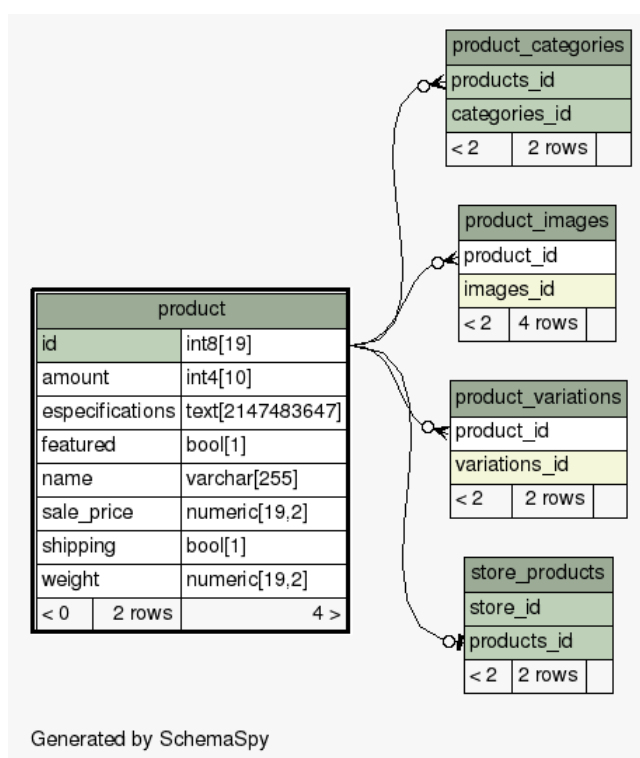 product_categories
products_id
categories_id
< 2 2 rows
product_images
product_id
images_id
< 2 4 rows
product
id int8[19]
amount int4[10]
especifications text[2147483647]
featured bool[1]
name varchar[255]
sale_price numeric[19,2]
shipping bool[1]
weight numeric[19,2]
< 0 2 rows 4 >
product_variations
product_id
variations_id
< 2 2 rows
store_products
store_id
products_id
< 2 2 rows
Generated by SchemaSpy